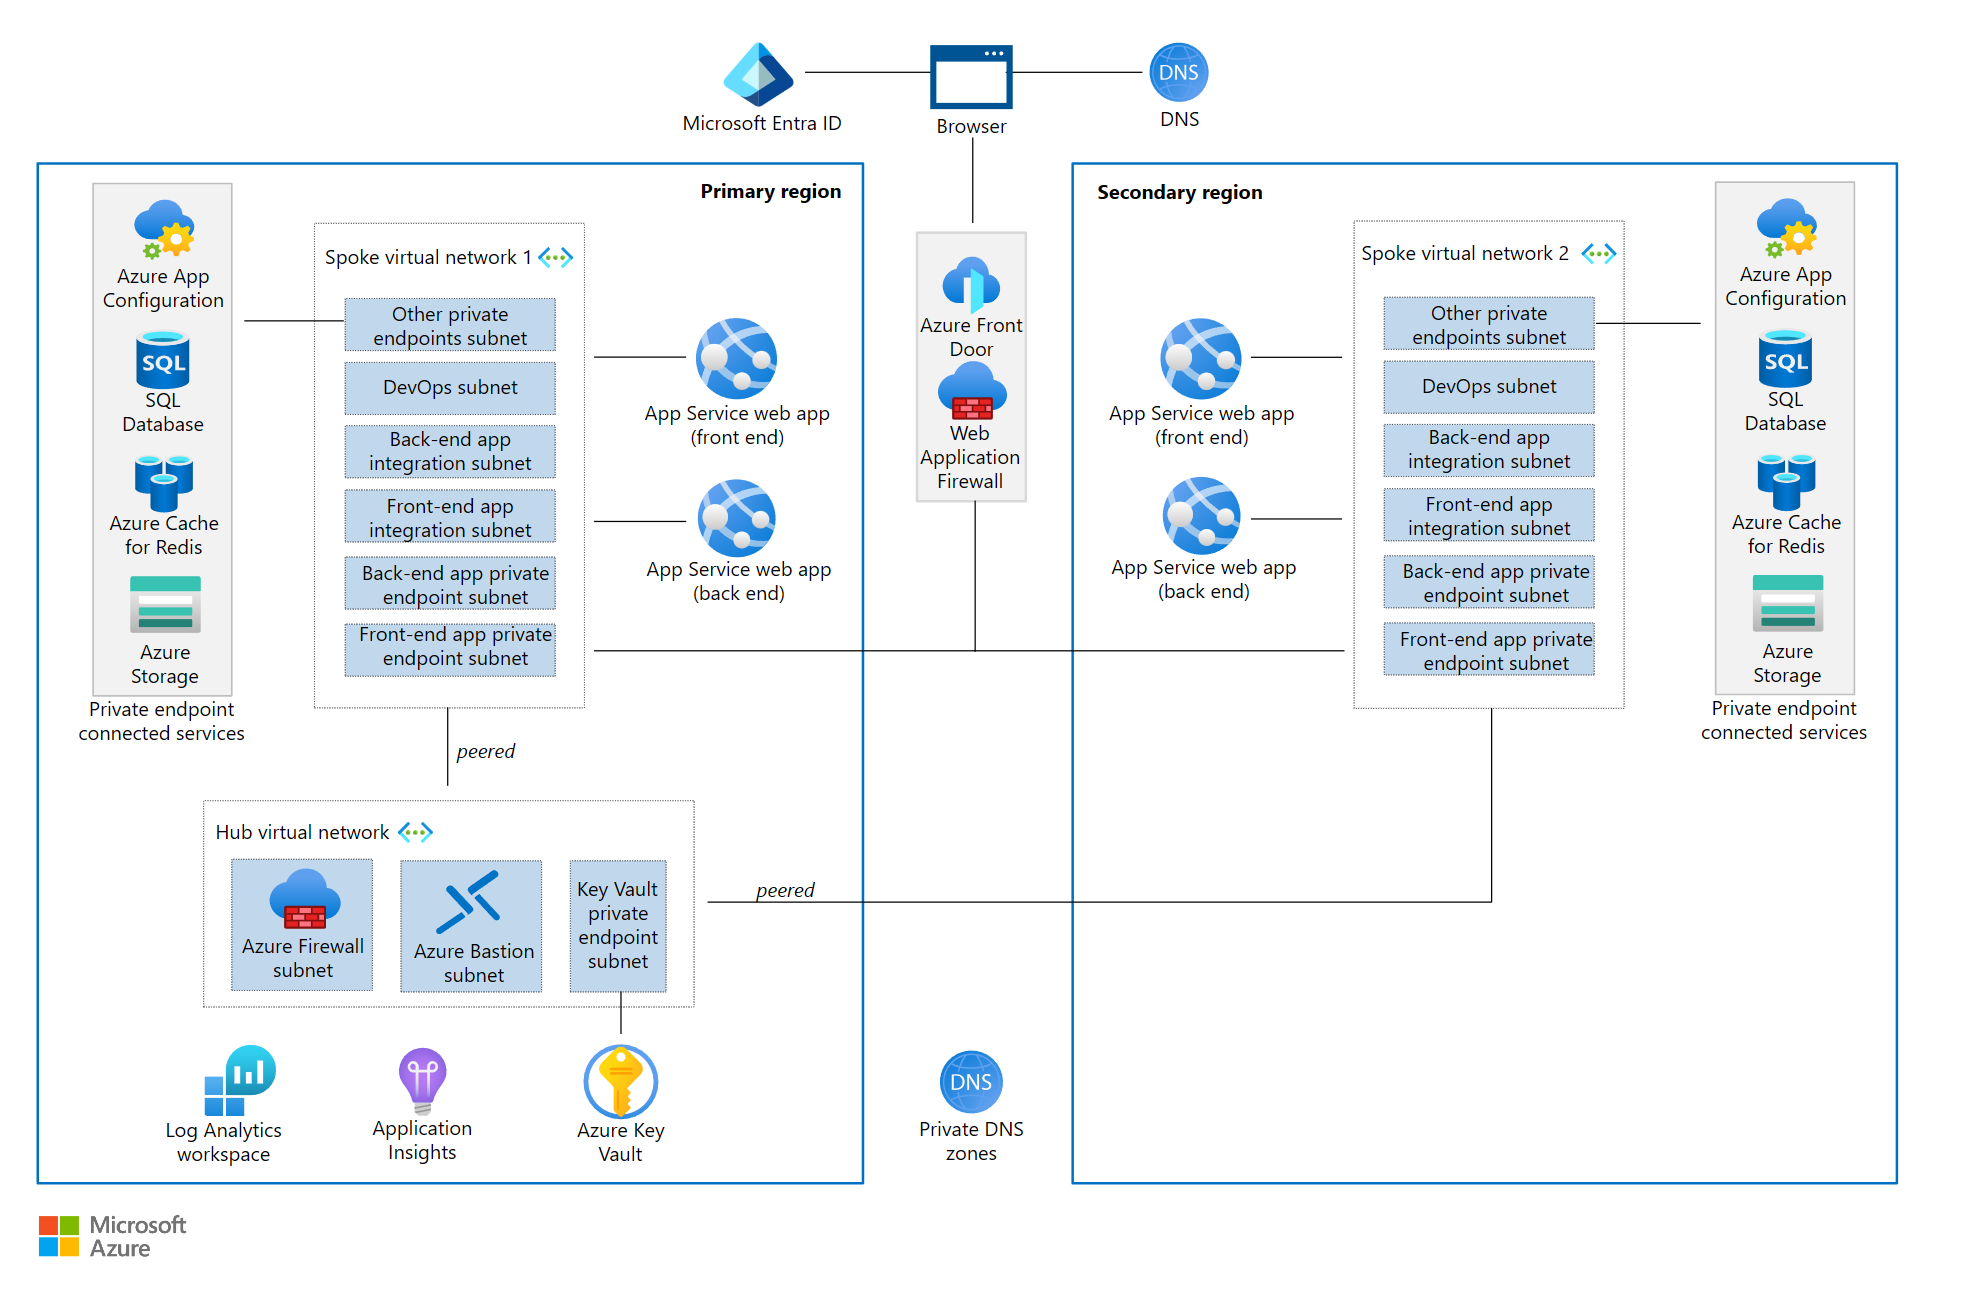 Microsoft Entra ID
Browser
DNS
DNS
Primary region
Azure App
Configuration
SQL
SQL
Database
Azure Cache
for Redis
Azure
Storage
Private endpoint
connected services
Spoke virtual network 1
Other private
endpoints subnet
DevOps subnet
Back-end app
integration subnet
Front-end app
integration subnet
Back-end app private
endpoint subnet
Front-end app private
endpoint subnet
App Service web app
(front end)
App Service web app
(back end)
peered
Hub virtual network
Azure Firewall
subnet
Azure Bastion
subnet
Key Vault
private
endpoint
subnet
Log Analytics
workspace
Application
Insights
Azure Key
Vault
Azure Front
Door
Web
Application
Firewall
peered
DNS
Private DNS
zones
Secondary region
App Service web app
(front end)
App Service web app
(back end)
Spoke virtual network 2
Other private
endpoints subnet
DevOps subnet
Back-end app
integration subnet
Front-end app
integration subnet
Back-end app private
endpoint subnet
Front-end app private
endpoint subnet
Azure App
Configuration
SQL
SQL
Database
Azure Cache
for Redis
Azure
Storage
Private endpoint
connected services
Microsoft
Azure